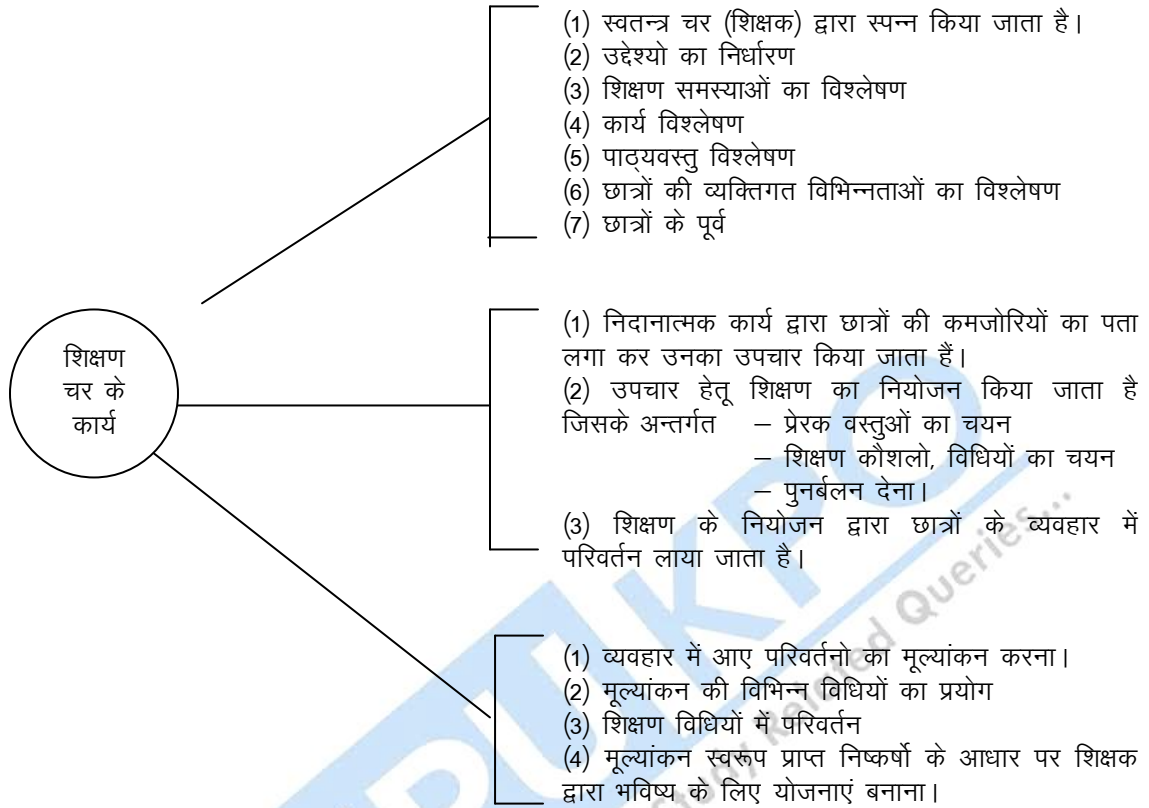 (1) स्वतन्त्र चर (शिक्षक) द्वारा स्पन्न किया जाता है।
(2) उद्देश्यो का निर्धारण
(3) शिक्षण समस्याओं का विश्लेषण
(4) कार्य विश्लेषण
(5) पाठ्यवस्तु विश्लेषण
(6) छात्रों की व्यक्तिगत विभिन्नताओं का विश्लेषण
(7) छात्रों के पूर्व
शिक्षण
चर के
कार्य
(1) निदानात्मक कार्य द्वारा छात्रों की कमजोरियों का पता
लगा कर उनका उपचार किया जाता हैं।
(2) उपचार हेतू शिक्षण का नियोजन किया जाता है
जिसके अन्तर्गत – प्रेरक वस्तुओं का चयन
– शिक्षण कौशलो, विधियों का चयन
– पुनर्बलन देना।
(3) शिक्षण के नियोजन द्वारा छात्रों के व्यवहार में
परिवर्तन लाया जाता है।
(1) व्यवहार में आए परिवर्तनो का मूल्यांकन करना।
(2) मूल्यांकन की विभिन्न विधियों का प्रयोग
(3) शिक्षण विधियों में परिवर्तन
(4) मूल्यांकन स्वरूप प्राप्त निष्कर्षो के आधार पर शिक्षक
द्वारा भविष्य के लिए योजनाएं बनाना।
PUKPO
Study Related Queries...